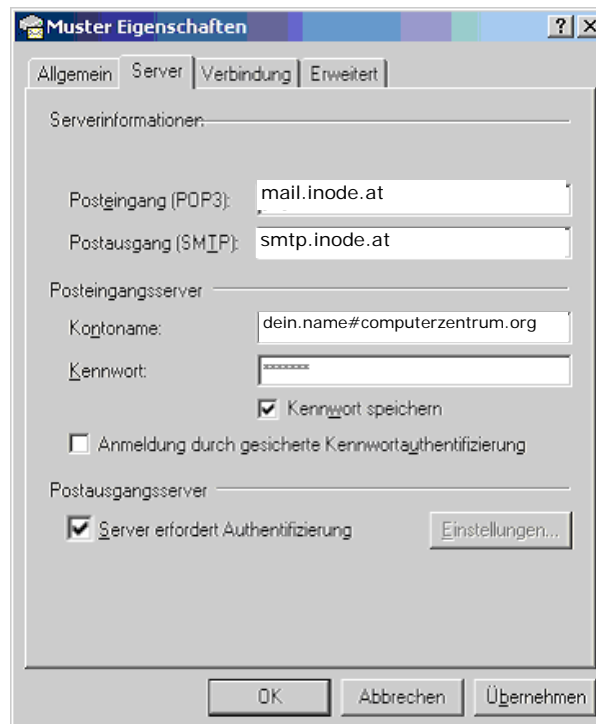 Muster Eigenschaften
Allgemein Server Verbindung Erweitert
Serverinformationen
Posteingang (POP3): mail.inode.at
Postausgang (SMTP): smtp.inode.at
Posteingangsserver
Kontoname: dein.name#computerzentrum.org
Kennwort: ********
Kennwort speichern
Anmeldung durch gesicherte Kennwortauthentifizierung
Postausgangsserver
Server erfordert Authentifizierung Einstellungen...
OK Abbrechen Übernehmen